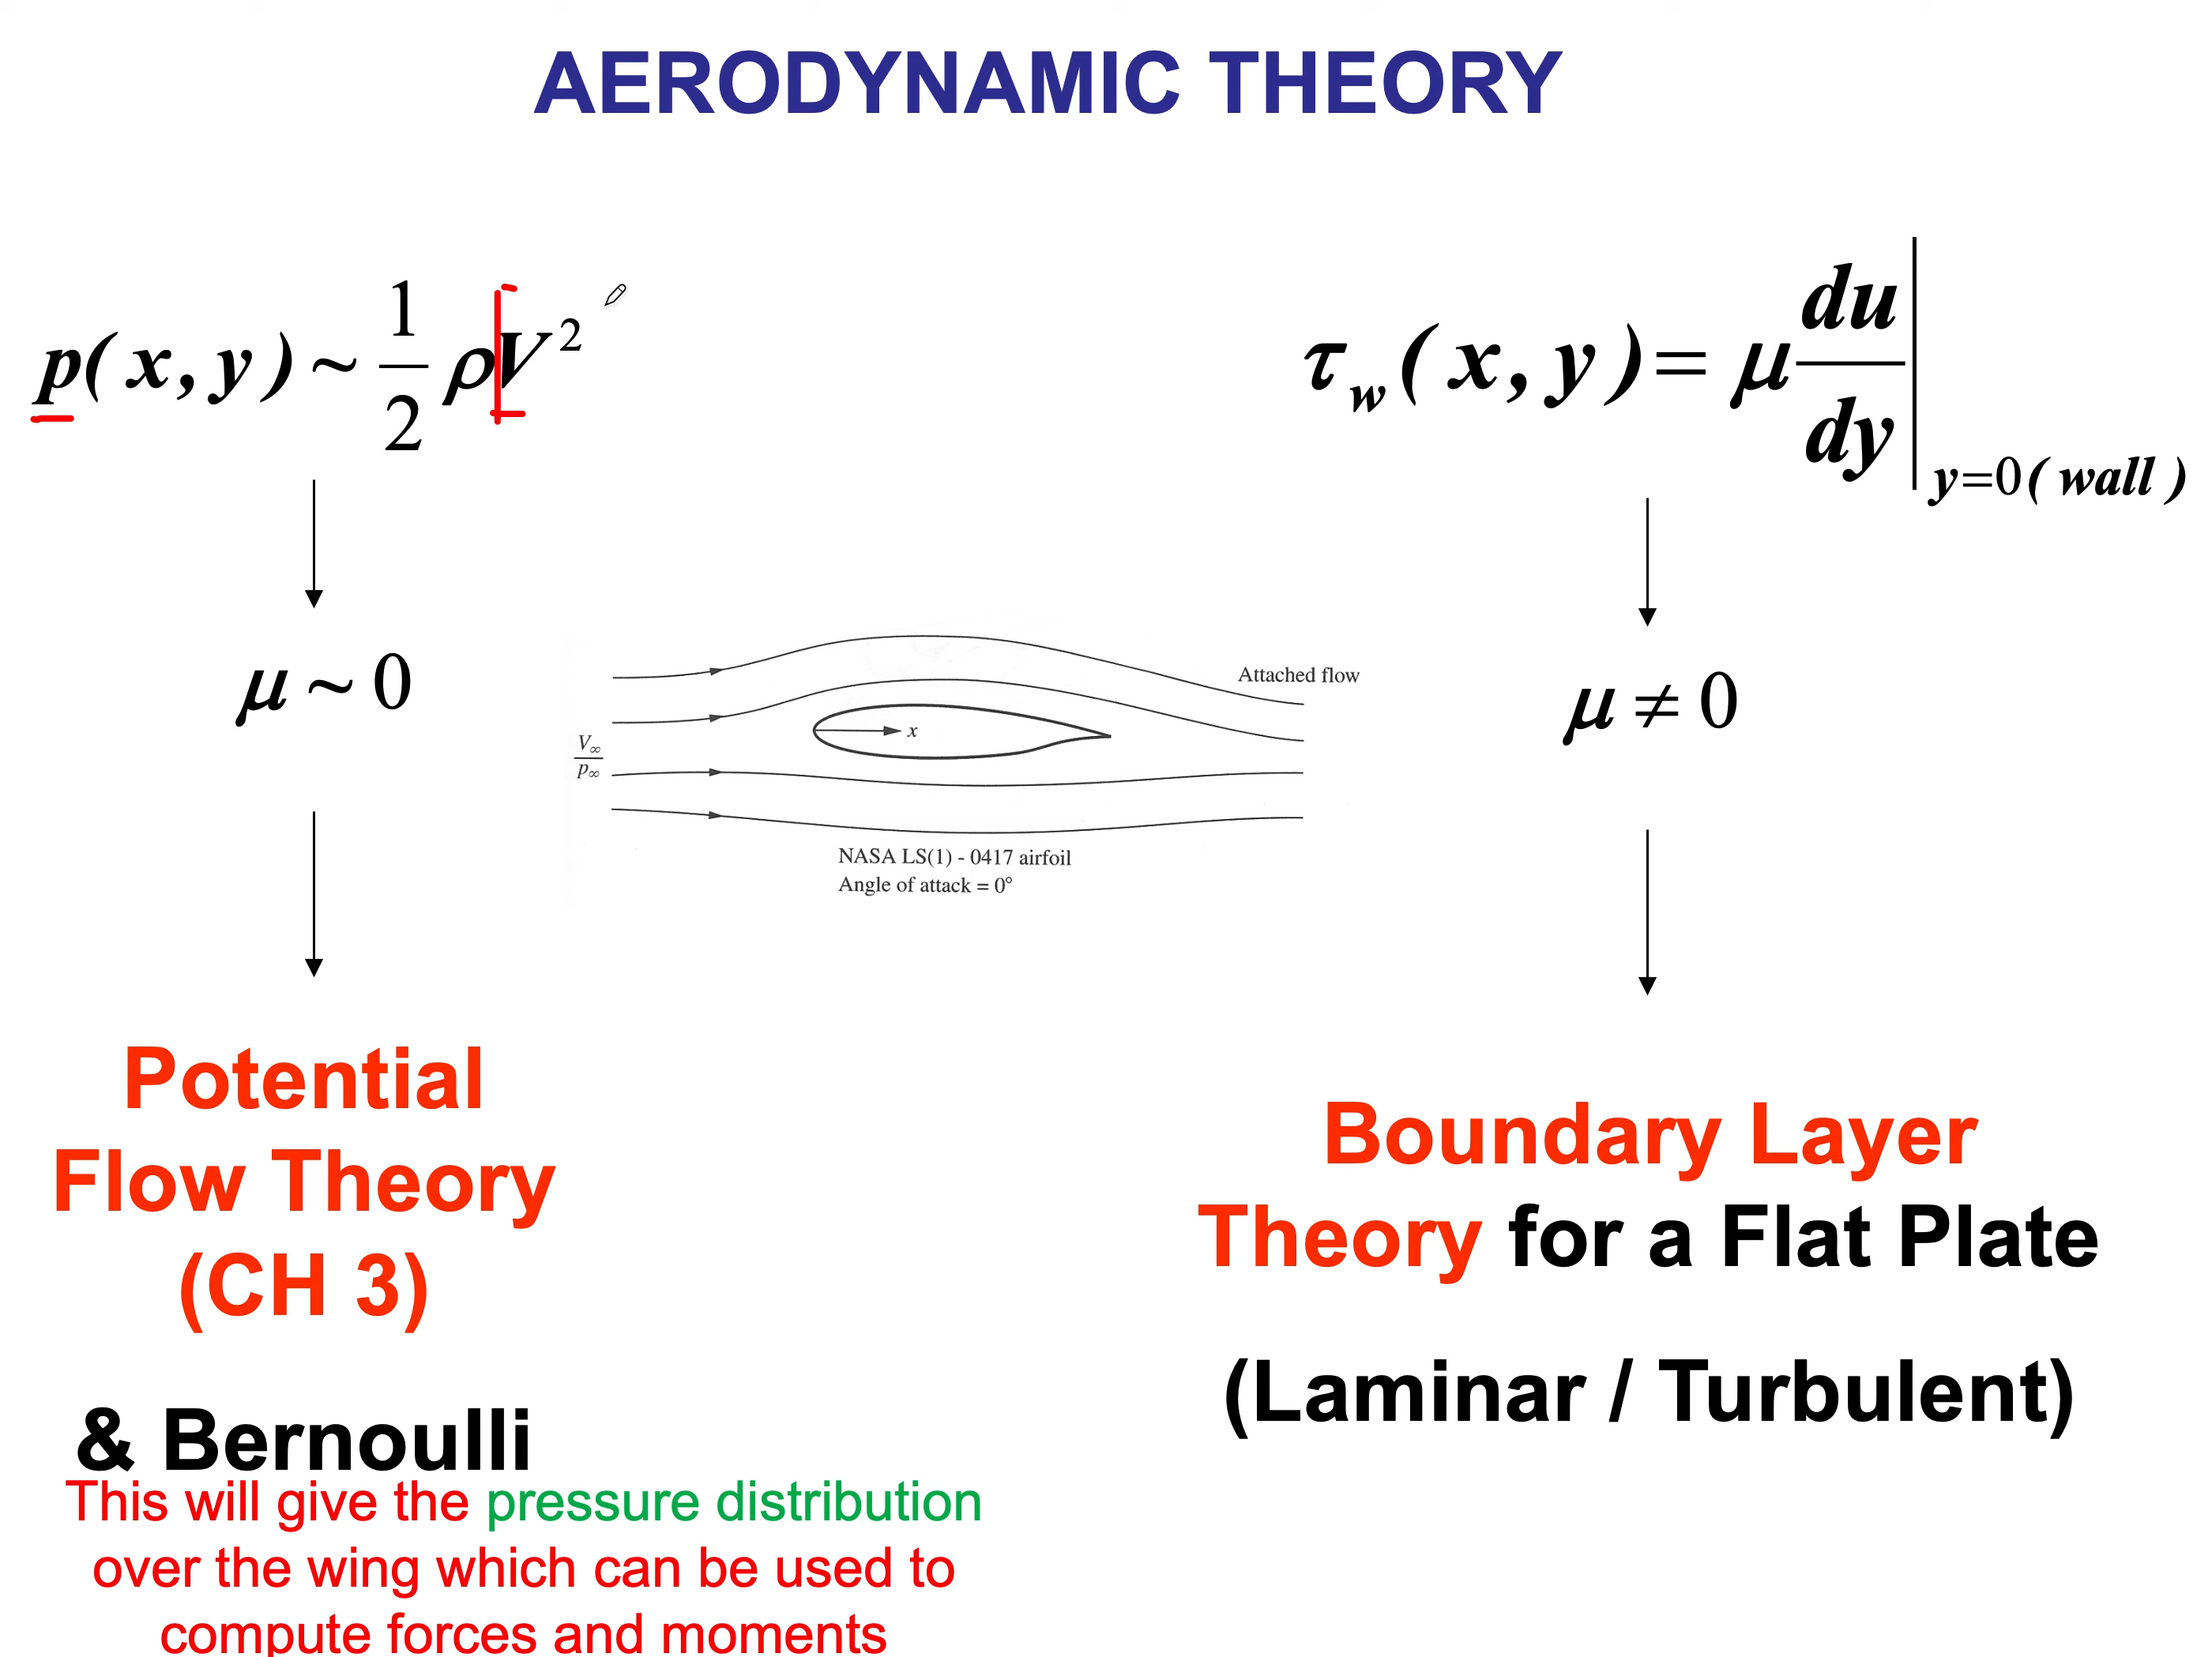 AERODYNAMIC THEORY
p(x,y) ~ 1/2 ρV²
τ_w(x,y) = μ du/dy |_y=0(wall)
μ ~ 0
μ ≠ 0
Attached flow
V∞
p∞
x
NASA LS(1) - 0417 airfoil
Angle of attack = 0°
Potential
Flow Theory
(CH 3)
& Bernoulli
This will give the pressure distribution
over the wing which can be used to
compute forces and moments
Boundary Layer
Theory for a Flat Plate
(Laminar / Turbulent)